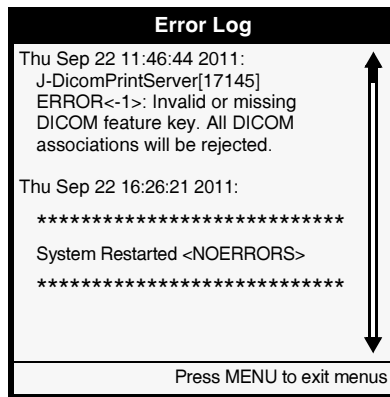 Error Log
Thu Sep 22 11:46:44 2011:
J-DicomPrintServer[17145]
ERROR<-1>: Invalid or missing
DICOM feature key. All DICOM
associations will be rejected.
Thu Sep 22 16:26:21 2011:
****************************
System Restarted <NOERRORS>
****************************
Press MENU to exit menus